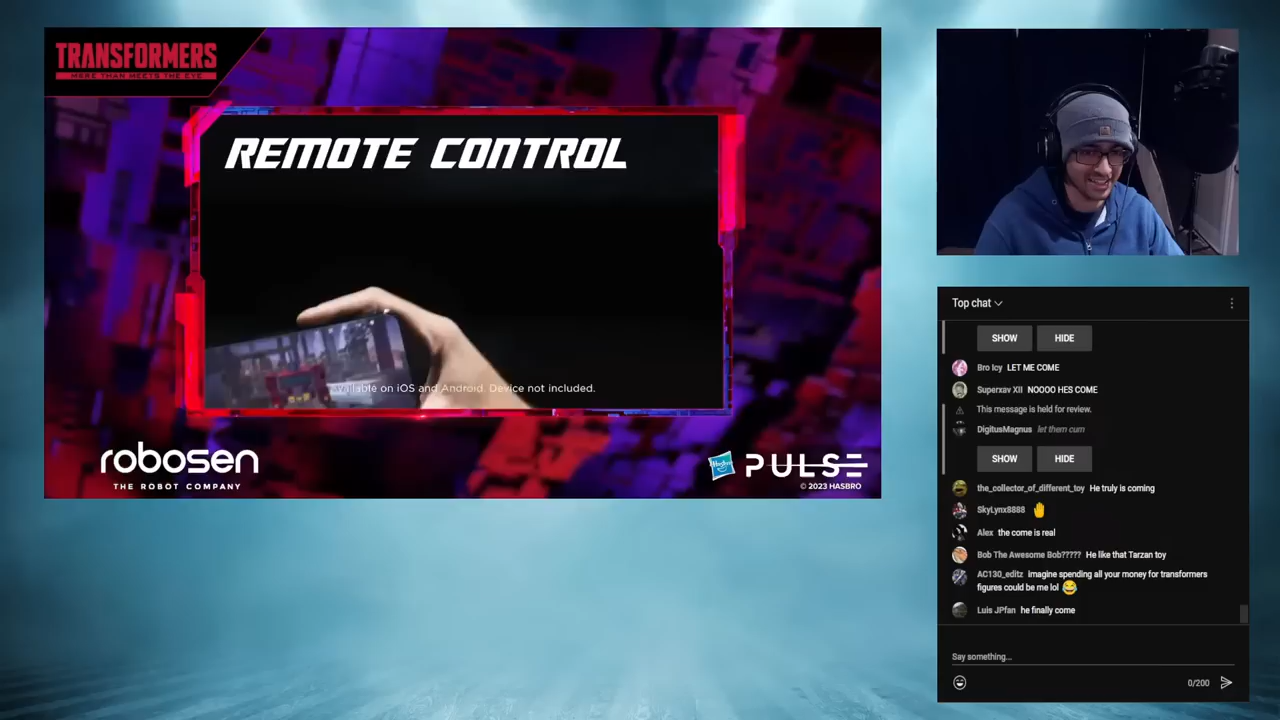 TRANSFORMERS
MORE THAN MEETS THE EYE
REMOTE CONTROL
Available on iOS and Android. Device not included.
robosen
THE ROBOT COMPANY
Hasbro PULSE
© 2023 HASBRO
Top chat
SHOW HIDE
Bro Icy LET ME COME
Superxav XII NOOOO HES COME
This message is held for review.
DigitusMagnus let them cum
SHOW HIDE
the_collector_of_different_toy He truly is coming
SkyLynx8888 🤚
Alex the come is real
Bob The Awesome Bob????? He like that Tarzan toy
AC130_editz imagine spending all your money for transformers
figures could be me lol 😂
Luis JPfan he finally come
Say something...
0/200